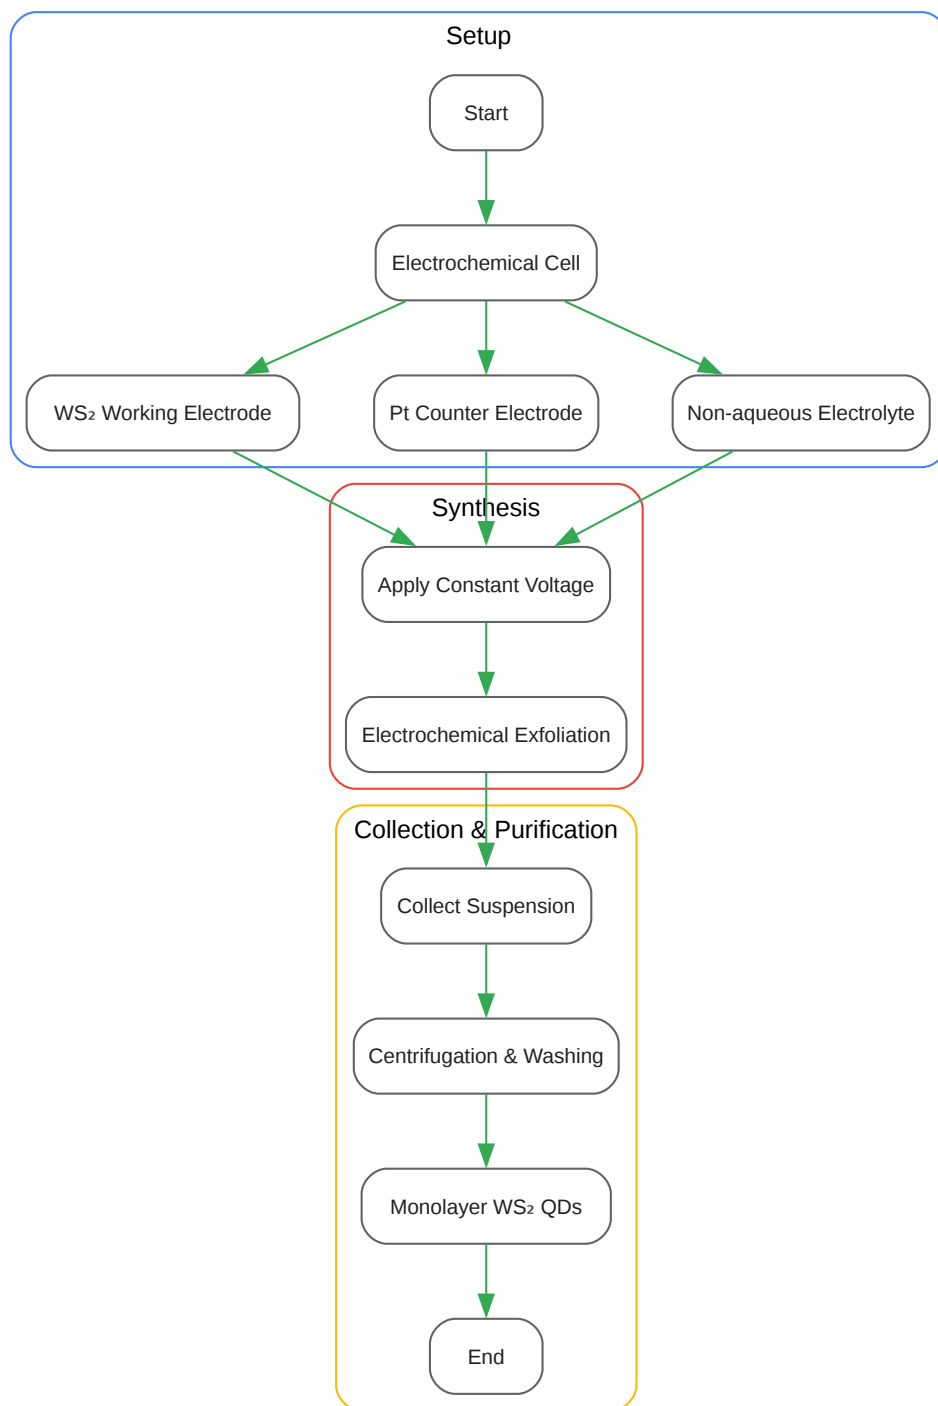 Setup
Start
Electrochemical Cell
WS₂ Working Electrode
Pt Counter Electrode
Non-aqueous Electrolyte
Synthesis
Apply Constant Voltage
Electrochemical Exfoliation
Collection & Purification
Collect Suspension
Centrifugation & Washing
Monolayer WS₂ QDs
End